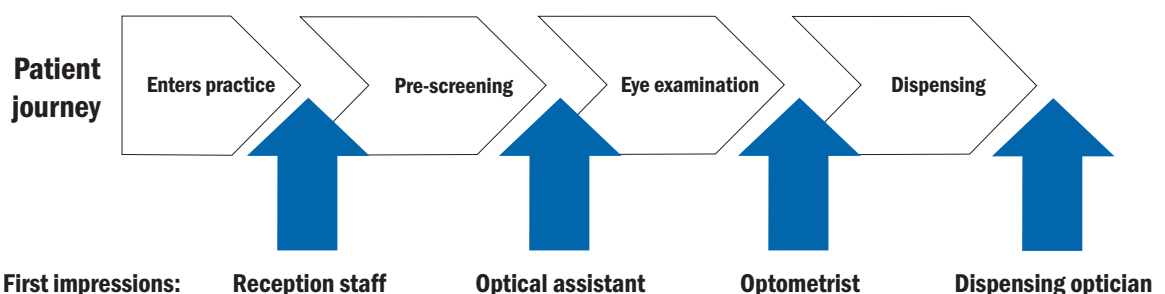 Patient
journey
Enters practice
Pre-screening
Eye examination
Dispensing
First impressions:
Reception staff
Optical assistant
Optometrist
Dispensing optician